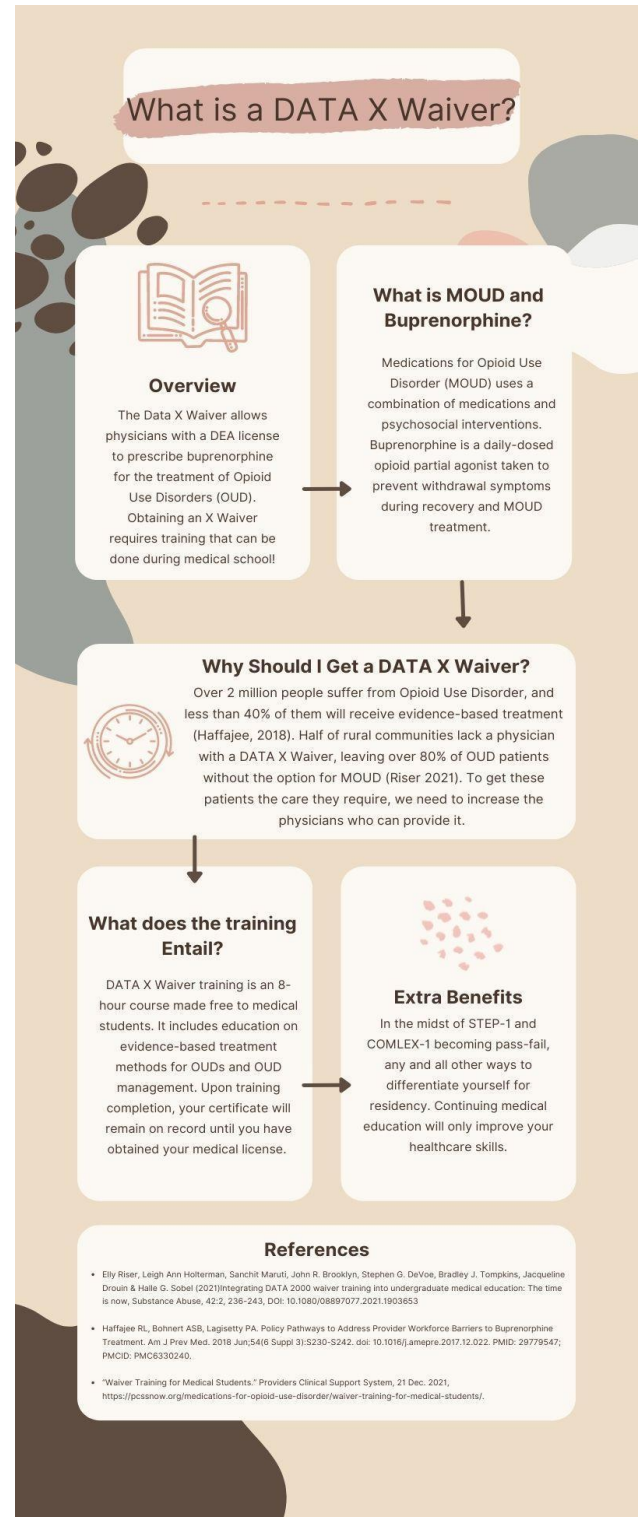 What is a DATA X Waiver?
Overview
The Data X Waiver allows
physicians with a DEA license
to prescribe buprenorphine
for the treatment of Opioid
Use Disorders (OUD).
Obtaining an X Waiver
requires training that can be
done during medical school!
What is MOUD and
Buprenorphine?
Medications for Opioid Use
Disorder (MOUD) uses a
combination of medications and
psychosocial interventions.
Buprenorphine is a daily-dosed
opioid partial agonist taken to
prevent withdrawal symptoms
during recovery and MOUD
treatment.
Why Should I Get a DATA X Waiver?
Over 2 million people suffer from Opioid Use Disorder, and
less than 40% of them will receive evidence-based treatment
(Haffajee, 2018). Half of rural communities lack a physician
with a DATA X Waiver, leaving over 80% of OUD patients
without the option for MOUD (Riser 2021). To get these
patients the care they require, we need to increase the
physicians who can provide it.
What does the training
Entail?
DATA X Waiver training is an 8-
hour course made free to medical
students. It includes education on
evidence-based treatment
methods for OUDs and OUD
management. Upon training
completion, your certificate will
remain on record until you have
obtained your medical license.
Extra Benefits
In the midst of STEP-1 and
COMLEX-1 becoming pass-fail,
any and all other ways to
differentiate yourself for
residency. Continuing medical
education will only improve your
healthcare skills.
References
• Elly Riser, Leigh Ann Holterman, Sanchit Maruti, John R. Brooklyn, Stephen G. DeVoe, Bradley J. Tompkins, Jacqueline
Drouin & Halle G. Sobel (2021)Integrating DATA 2000 waiver training into undergraduate medical education: The time
is now, Substance Abuse, 42:2, 236-243, DOI: 10.1080/08897077.2021.1903653
• Haffajee RL, Bohnert ASB, Lagisetty PA. Policy Pathways to Address Provider Workforce Barriers to Buprenorphine
Treatment. Am J Prev Med. 2018 Jun;54(6 Suppl 3):S230-S242. doi: 10.1016/j.amepre.2017.12.022. PMID: 29779547;
PMCID: PMC6330240.
• "Waiver Training for Medical Students." Providers Clinical Support System, 21 Dec. 2021,
https://pcssnow.org/medications-for-opioid-use-disorder/waiver-training-for-medical-students/.